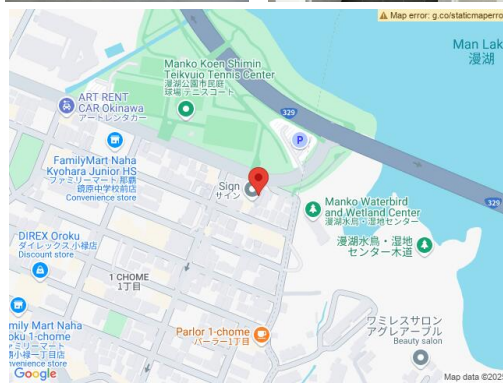 Map error: g.co/staticmaperro
Man Lak
漫湖
Manko Koen Shimin
Teikyujo Tennis Center
漫湖公園市民庭
球場 テニスコート
ART RENT
CAR Okinawa
アートレンタカー
329
P
FamilyMart Naha
Kyohara Junior HS
ファミリーマート那覇
鏡原中学校前店
Convenience store
Sign
サイン
Manko Waterbird
and Wetland Center
漫湖水鳥・湿地センター
329
漫湖水鳥・湿地
センター木道
DIREX Oroku
ダイレックス 小禄店
Discount store
1 CHOME
1丁目
mily Mart Naha
oku 1-chome
ァミリーマート
小禄一丁目店
nvenience store
Parlor 1-chome
パーラー1丁目
ワミレスサロン
アグレアーブル
Beauty salon
Google
Map data ©202